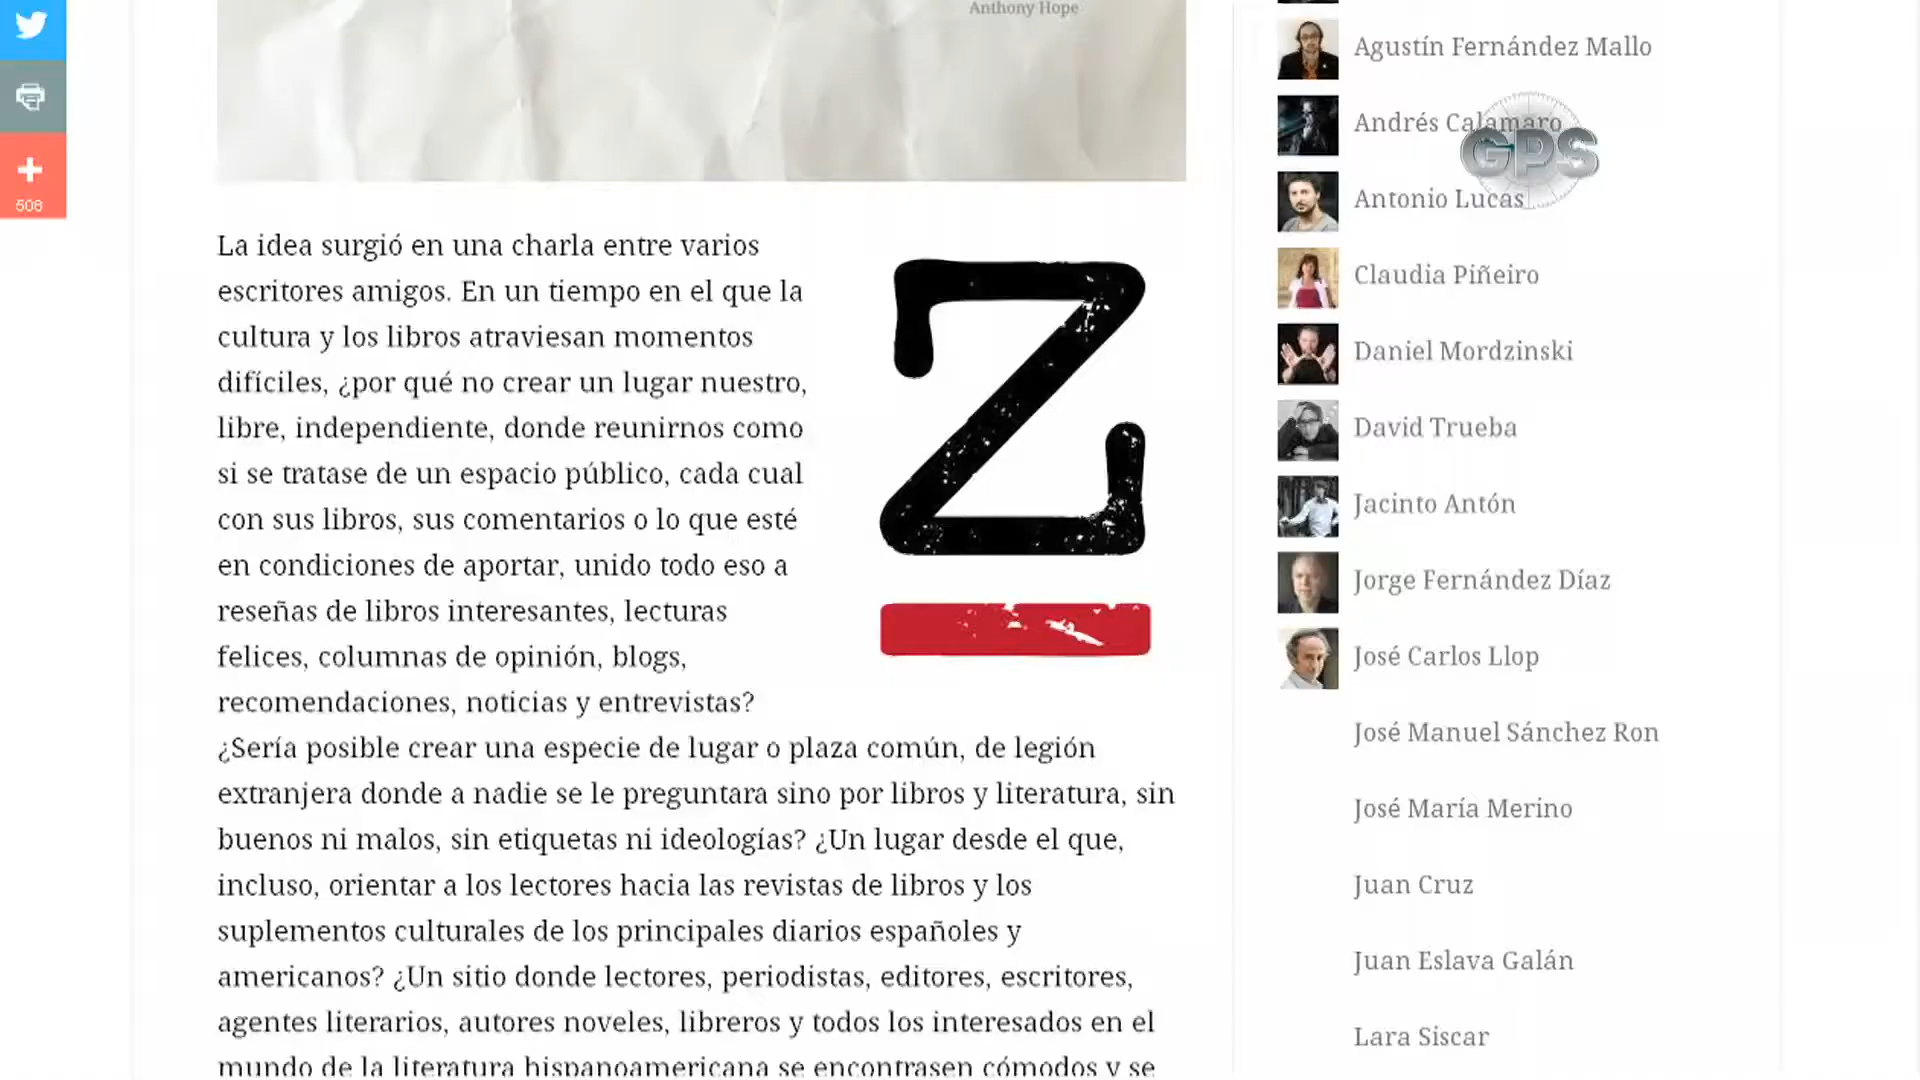 Anthony Hope
506
La idea surgió en una charla entre varios
escritores amigos. En un tiempo en el que la
cultura y los libros atraviesan momentos
difíciles, ¿por qué no crear un lugar nuestro,
libre, independiente, donde reunirnos como
si se tratase de un espacio público, cada cual
con sus libros, sus comentarios o lo que esté
en condiciones de aportar, unido todo eso a
reseñas de libros interesantes, lecturas
felices, columnas de opinión, blogs,
recomendaciones, noticias y entrevistas?
¿Sería posible crear una especie de lugar o plaza común, de legión
extranjera donde a nadie se le preguntara sino por libros y literatura, sin
buenos ni malos, sin etiquetas ni ideologías? ¿Un lugar desde el que,
incluso, orientar a los lectores hacia las revistas de libros y los
suplementos culturales de los principales diarios españoles y
americanos? ¿Un sitio donde lectores, periodistas, editores, escritores,
agentes literarios, autores noveles, libreros y todos los interesados en el
mundo de la literatura hispanoamericana se encontrasen cómodos y se
Z
Agustín Fernández Mallo
Andrés Calamaro
GPS
Antonio Lucas
Claudia Piñeiro
Daniel Mordzinski
David Trueba
Jacinto Antón
Jorge Fernández Díaz
José Carlos Llop
José Manuel Sánchez Ron
José María Merino
Juan Cruz
Juan Eslava Galán
Lara Siscar